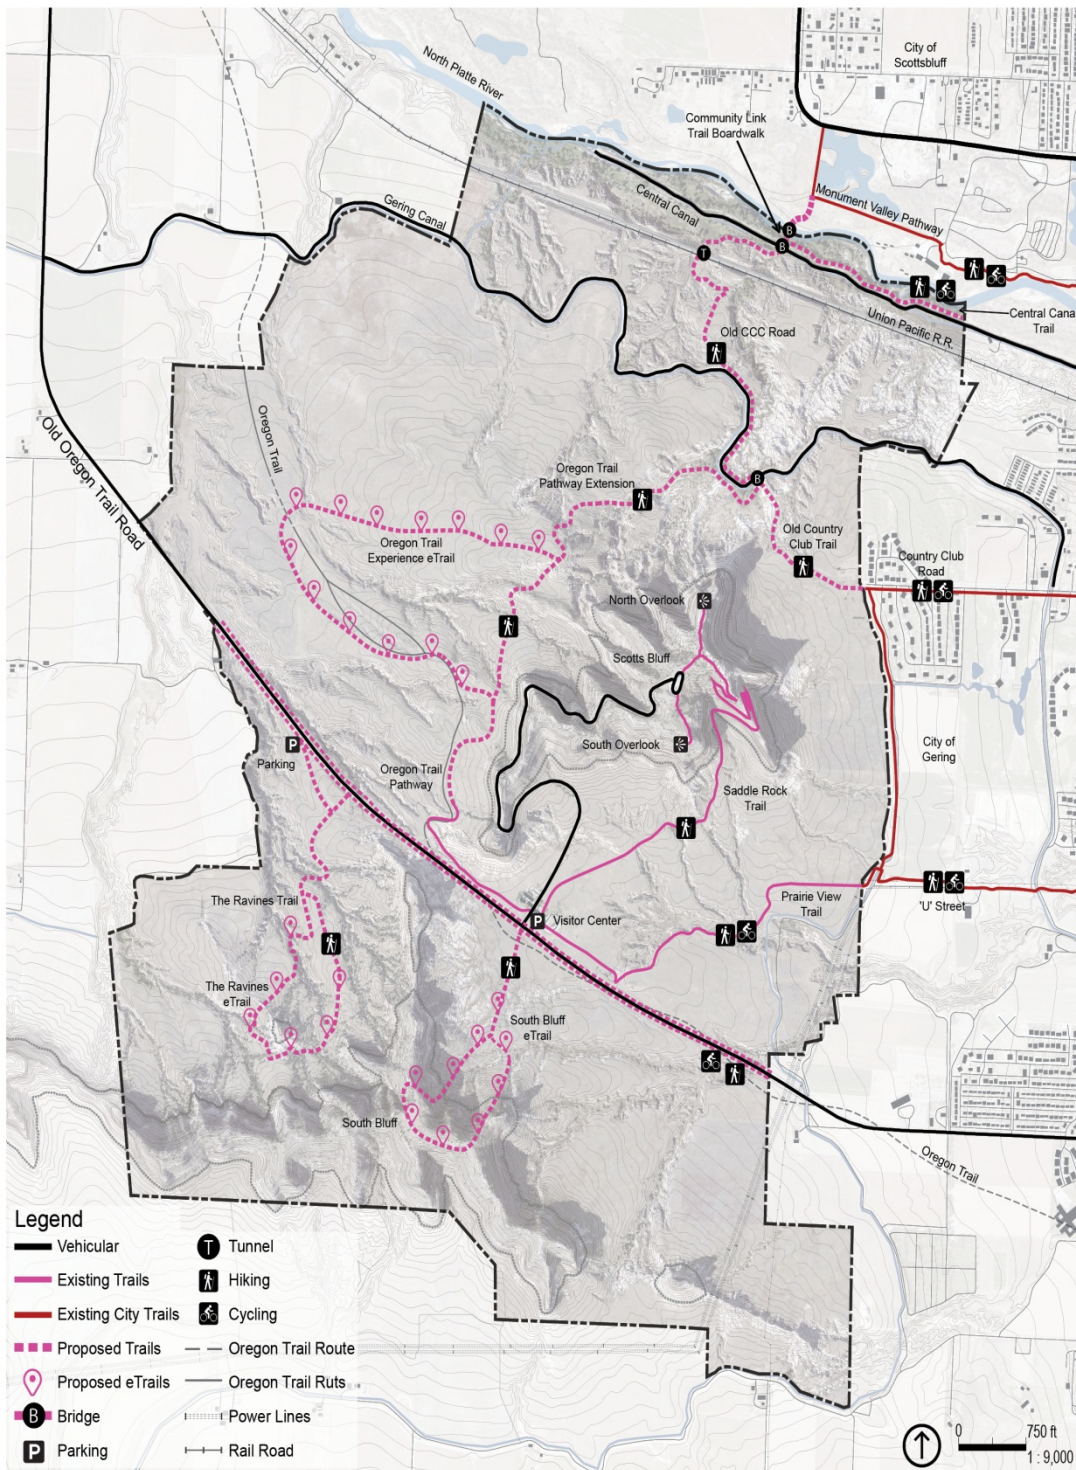 City of
Scottsbluff
North Platte River
Community Link
Trail Boardwalk
Monument Valley Pathway
Central Canal
Gering Canal
B
B
T
Central Canal
Trail
Union Pacific R.R.
Old CCC Road
Oregon Trail
Old Oregon Trail Road
Oregon Trail
Pathway Extension
B
Oregon Trail
Experience eTrail
Old Country
Club Trail
Country Club
Road
North Overlook
Scotts Bluff
South Overlook
City of
Gering
P
Parking
Oregon Trail
Pathway
Saddle Rock
Trail
The Ravines Trail
P
Visitor Center
Prairie View
Trail
'U' Street
The Ravines
eTrail
South Bluff
eTrail
South Bluff
Oregon Trail
Legend
Vehicular
T Tunnel
Existing Trails
Hiking
Existing City Trails
Cycling
Proposed Trails
Oregon Trail Route
Proposed eTrails
Oregon Trail Ruts
B Bridge
Power Lines
P Parking
Rail Road
0 750 ft
1 : 9,000